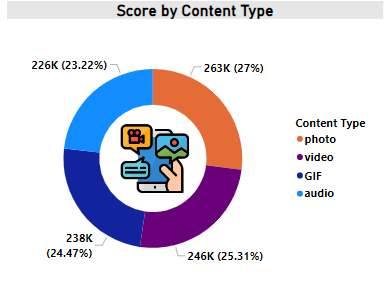 Score by Content Type
226K (23.22%)
263K (27%)
Content Type
photo
video
GIF
audio
238K
(24.47%)
246K (25.31%)